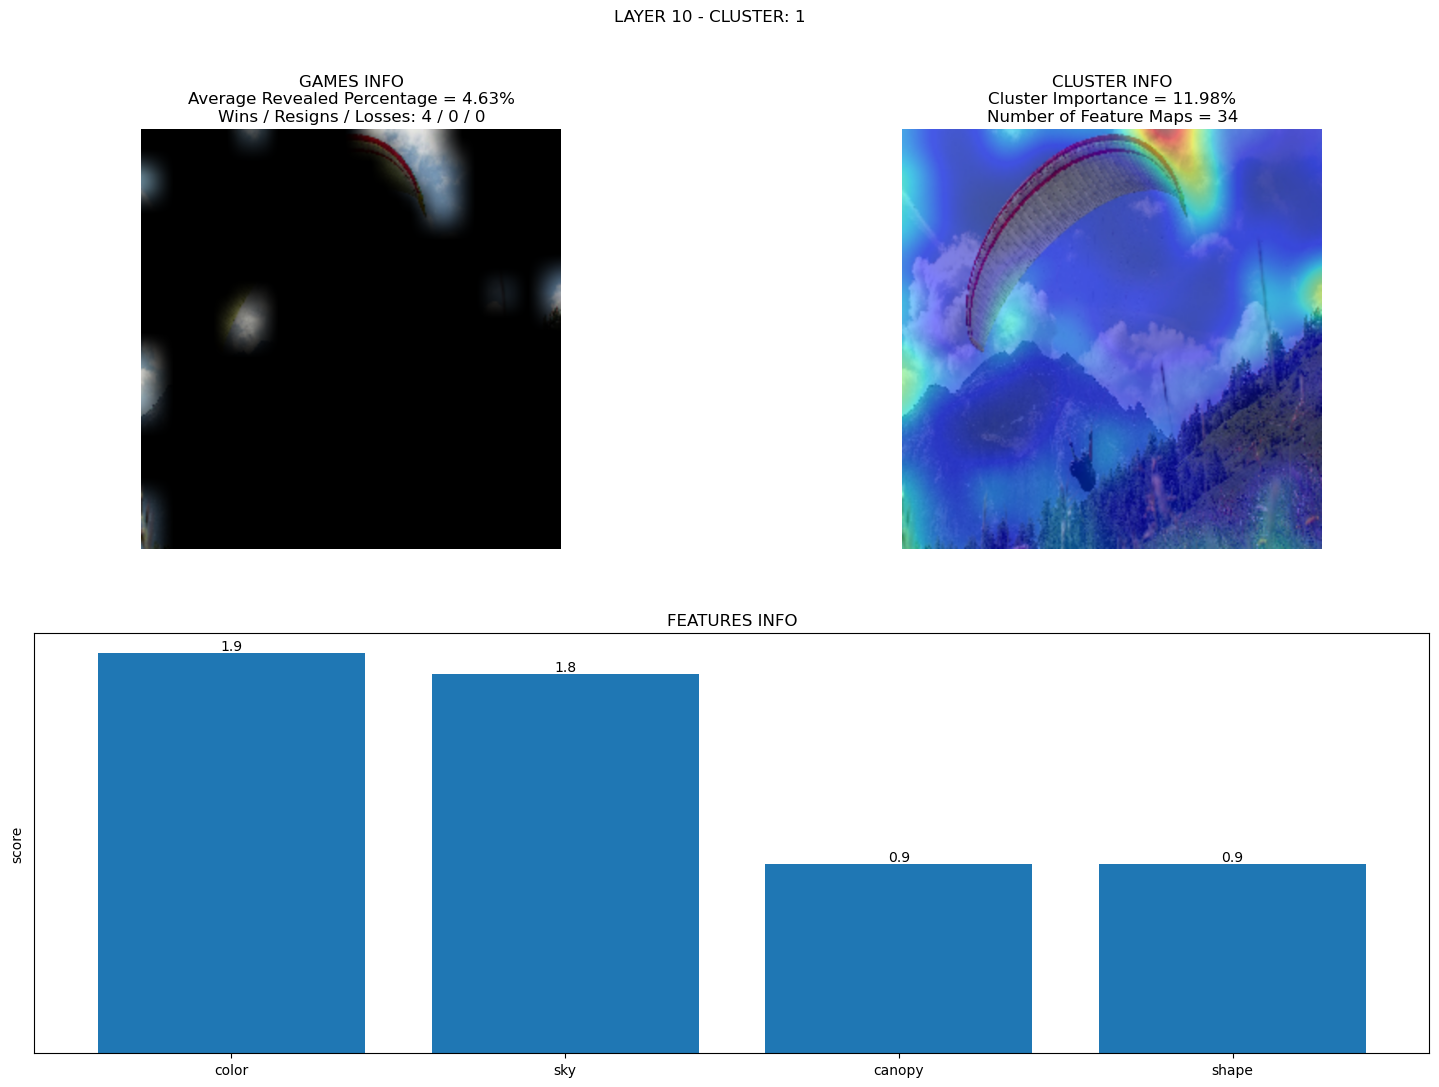 LAYER 10 - CLUSTER: 1
GAMES INFO
Average Revealed Percentage = 4.63%
Wins / Resigns / Losses: 4 / 0 / 0
CLUSTER INFO
Cluster Importance = 11.98%
Number of Feature Maps = 34
FEATURES INFO
score
1.9
1.8
0.9
0.9
color
sky
canopy
shape